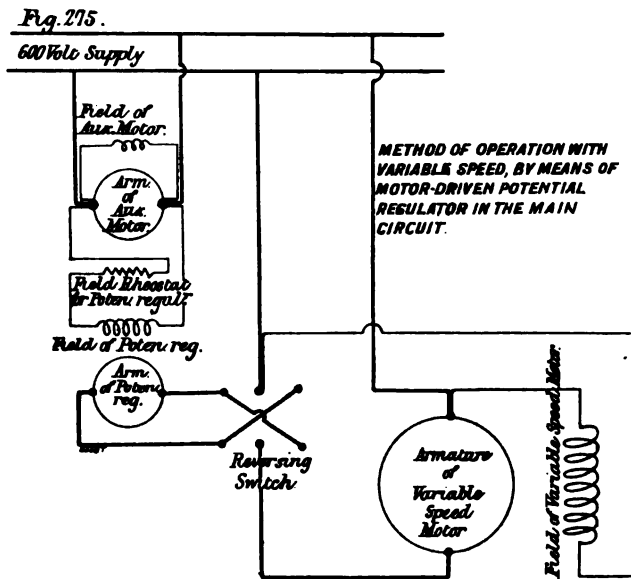 Fig. 275.
600 Volt Supply
Field of
Aux. Motor.
Arm.
of
Aux.
Motor.
METHOD OF OPERATION WITH
VARIABLE SPEED, BY MEANS OF
MOTOR-DRIVEN POTENTIAL
REGULATOR IN THE MAIN
CIRCUIT.
Field Rheostat
for Poten. regulr.
Field of Poten. reg.
Arm.
of Poten.
reg.
Reversing
Switch
Armature
of
Variable
Speed
Motor
Field of Variable Speed Motor.